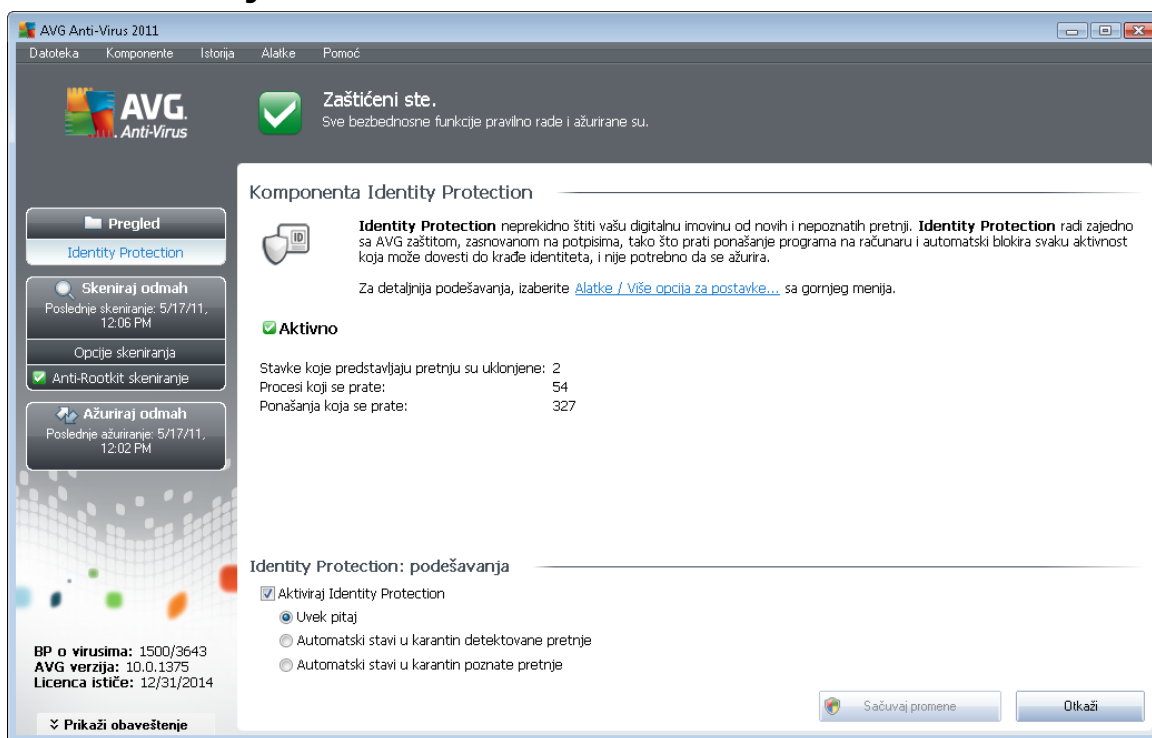 AVG Anti-Virus 2011
Datoteka Komponente Istorija Alatke Pomoć
AVG.
Anti-Virus
Zaštićeni ste.
Sve bezbednosne funkcije pravilno rade i ažurirane su.
Pregled
Identity Protection
Skeniraj odmah
Poslednje skeniranje: 5/17/11,
12:06 PM
Opcije skeniranja
Anti-Rootkit skeniranje
Ažuriraj odmah
Poslednje ažuriranje: 5/17/11,
12:02 PM
BP o virusima: 1500/3643
AVG verzija: 10.0.1375
Licenca ističe: 12/31/2014
Prikaži obaveštenje
Komponenta Identity Protection
ID
Identity Protection neprekidno štiti vašu digitalnu imovinu od novih i nepoznatih pretnji. Identity Protection radi zajedno
sa AVG zaštitom, zasnovanom na potpisima, tako što prati ponašanje programa na računaru i automatski blokira svaku aktivnost
koja može dovesti do krađe identiteta, i nije potrebno da se ažurira.
Za detaljnija podešavanja, izaberite Alatke / Više opcija za postavke... sa gornjeg menija.
Aktivno
Stavke koje predstavljaju pretnju su uklonjene: 2
Procesi koji se prate: 54
Ponašanja koja se prate: 327
Identity Protection: podešavanja
Aktiviraj Identity Protection
Uvek pitaj
Automatski stavi u karantin detektovane pretnje
Automatski stavi u karantin poznate pretnje
Sačuvaj promene
Otkaži